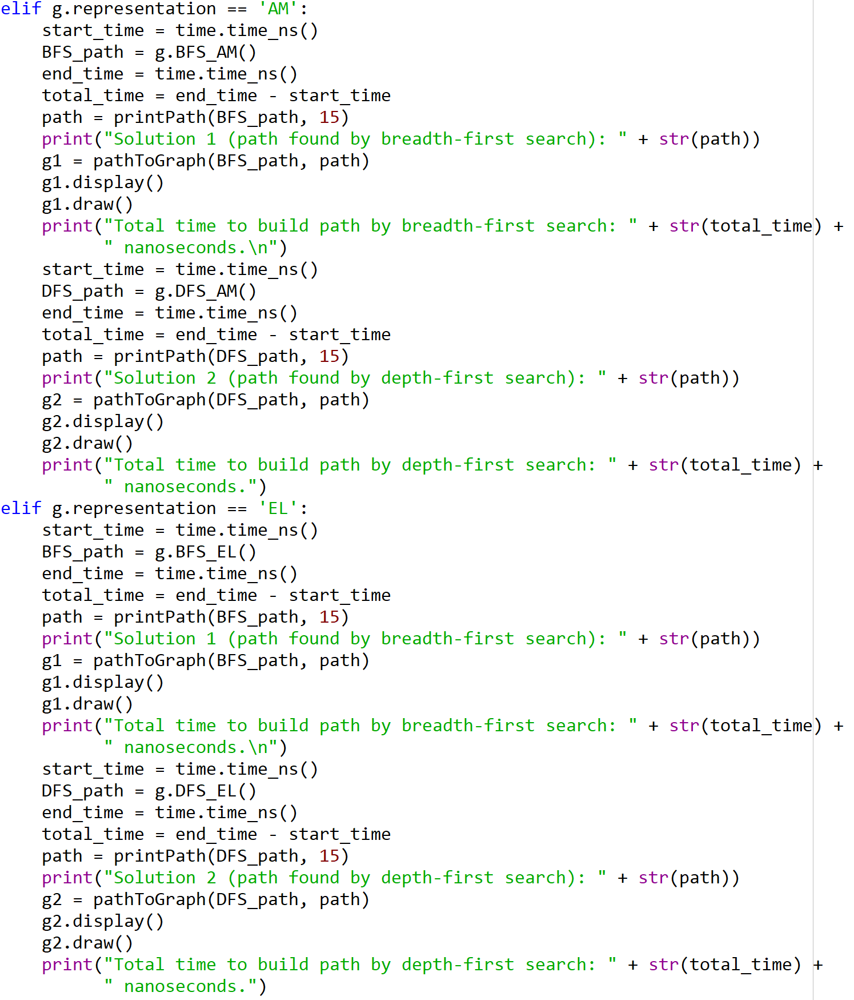 elif g.representation == 'AM':
    start_time = time.time_ns()
    BFS_path = g.BFS_AM()
    end_time = time.time_ns()
    total_time = end_time - start_time
    path = printPath(BFS_path, 15)
    print("Solution 1 (path found by breadth-first search): " + str(path))
    g1 = pathToGraph(BFS_path, path)
    g1.display()
    g1.draw()
    print("Total time to build path by breadth-first search: " + str(total_time) +
          " nanoseconds.\n")
    start_time = time.time_ns()
    DFS_path = g.DFS_AM()
    end_time = time.time_ns()
    total_time = end_time - start_time
    path = printPath(DFS_path, 15)
    print("Solution 2 (path found by depth-first search): " + str(path))
    g2 = pathToGraph(DFS_path, path)
    g2.display()
    g2.draw()
    print("Total time to build path by depth-first search: " + str(total_time) +
          " nanoseconds.")
elif g.representation == 'EL':
    start_time = time.time_ns()
    BFS_path = g.BFS_EL()
    end_time = time.time_ns()
    total_time = end_time - start_time
    path = printPath(BFS_path, 15)
    print("Solution 1 (path found by breadth-first search): " + str(path))
    g1 = pathToGraph(BFS_path, path)
    g1.display()
    g1.draw()
    print("Total time to build path by breadth-first search: " + str(total_time) +
          " nanoseconds.\n")
    start_time = time.time_ns()
    DFS_path = g.DFS_EL()
    end_time = time.time_ns()
    total_time = end_time - start_time
    path = printPath(DFS_path, 15)
    print("Solution 2 (path found by depth-first search): " + str(path))
    g2 = pathToGraph(DFS_path, path)
    g2.display()
    g2.draw()
    print("Total time to build path by depth-first search: " + str(total_time) +
          " nanoseconds.")